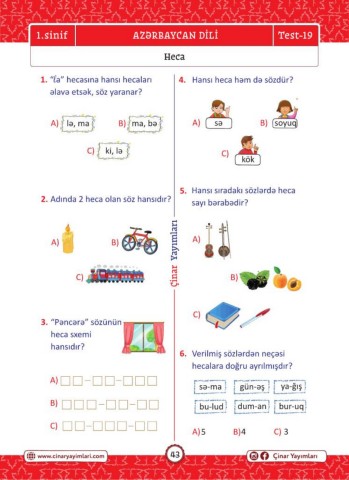 1.sinif
AZƏRBAYCAN DİLİ
Test-19
Heca
1. "İa" hecasına hansı hecaları
əlavə etsək, söz yaranar?
A) lə, ma
B) ma, bə
C) ki, lə
2. Adında 2 heca olan söz hansıdır?
A)
B)
C)
3. "Pəncərə" sözünün
heca sxemi
hansıdır?
A) □□-□□-□□
B) □□□-□□-□□
C) □□-□□-□□□
Çinar Yayımları
4. Hansı heca həm də sözdür?
A) sə
B) soyuq
C) kök
5. Hansı sıradakı sözlərdə heca
sayı bərabədir?
A)
B)
C)
6. Verilmiş sözlərdən neçəsi
hecalara doğru ayrılmışdır?
sə-ma gün-əş ya-ğış
bu-lud dum-an bur-uq
A) 5 B)4 C) 3
www.cinaryayimlari.com
43
Çinar Yayımları